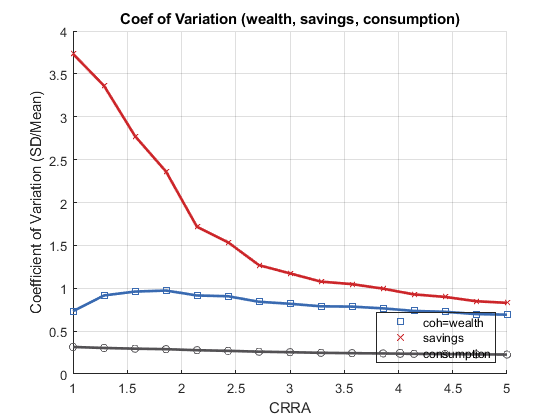 Coef of Variation (wealth, savings, consumption)
Coefficient of Variation (SD/Mean)
4
3.5
3
2.5
2
1.5
1
0.5
0
coh=wealth
savings
consumption
1 1.5 2 2.5 3 3.5 4 4.5 5
CRRA